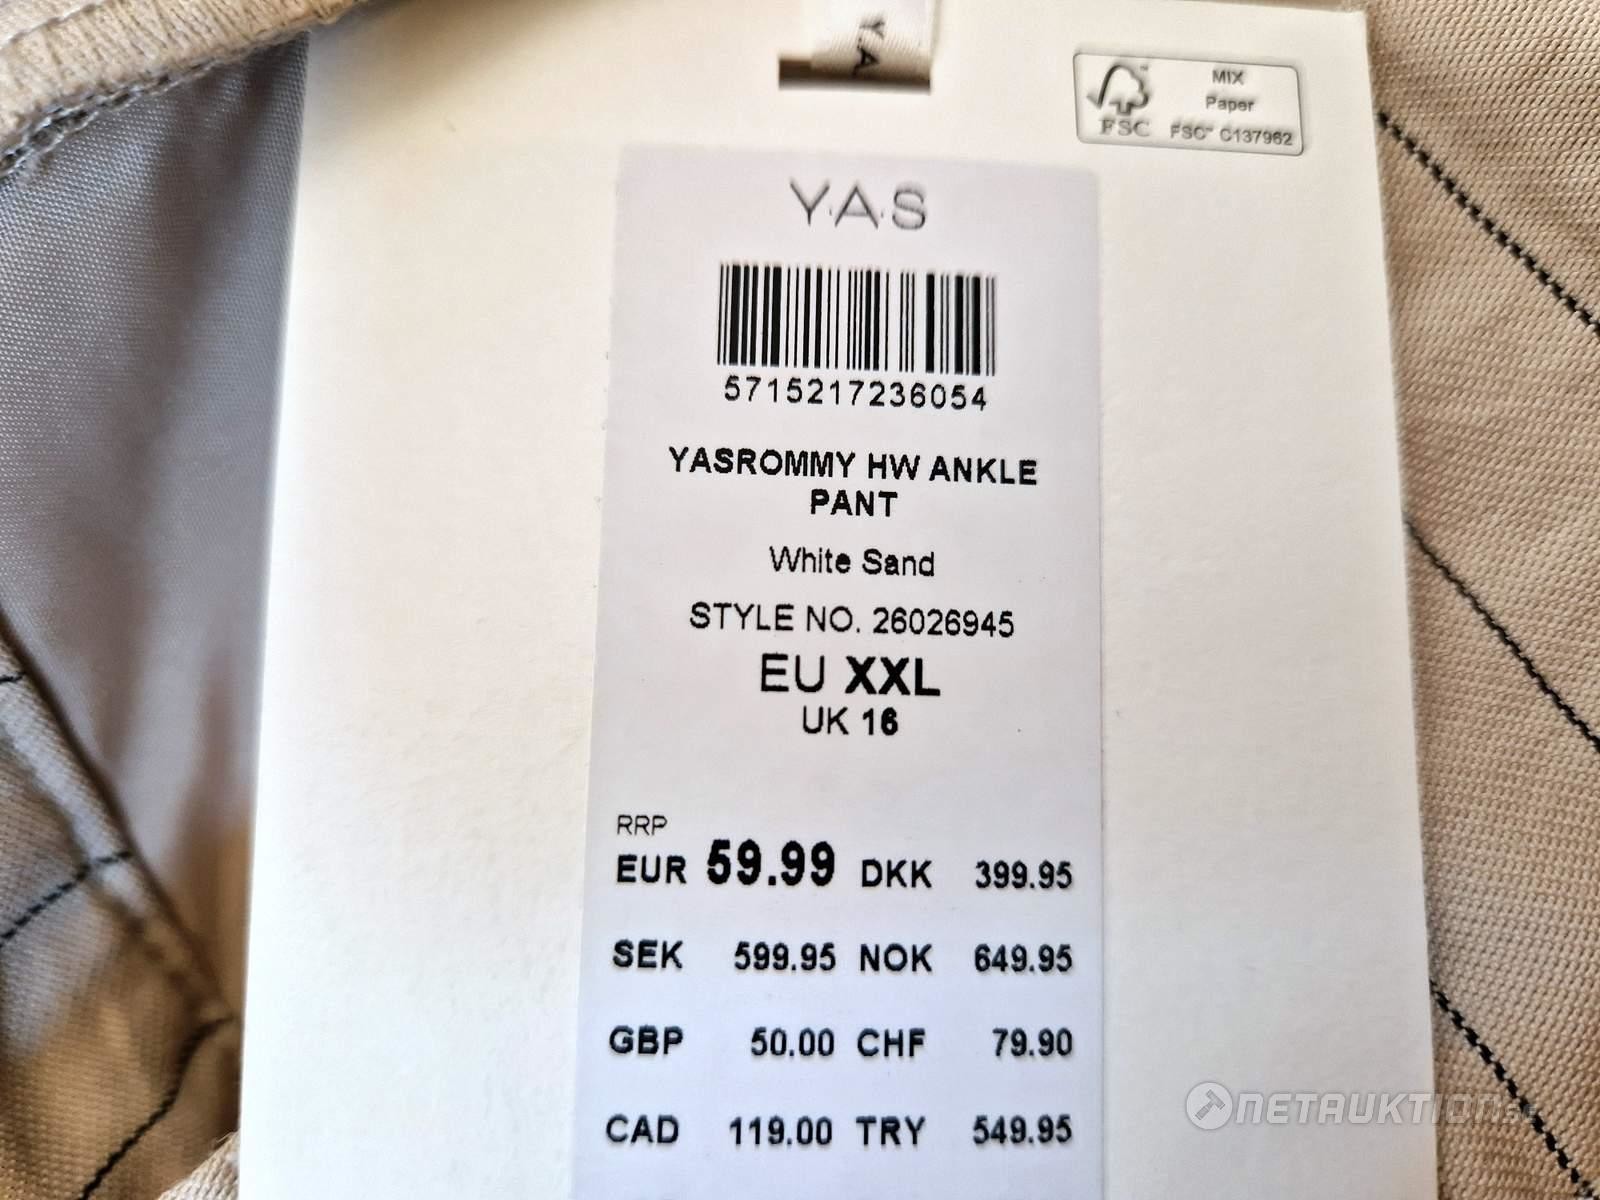 Y.A
MIX
Paper
FSC
FSC™ C137962
Y.A.S
5715217236054
YASROMMY HW ANKLE
PANT
White Sand
STYLE NO. 26026945
EU XXL
UK 16
RRP
EUR 59.99 DKK 399.95
SEK 599.95 NOK 649.95
GBP 50.00 CHF 79.90
CAD 119.00 TRY 549.95
NETAUKTION